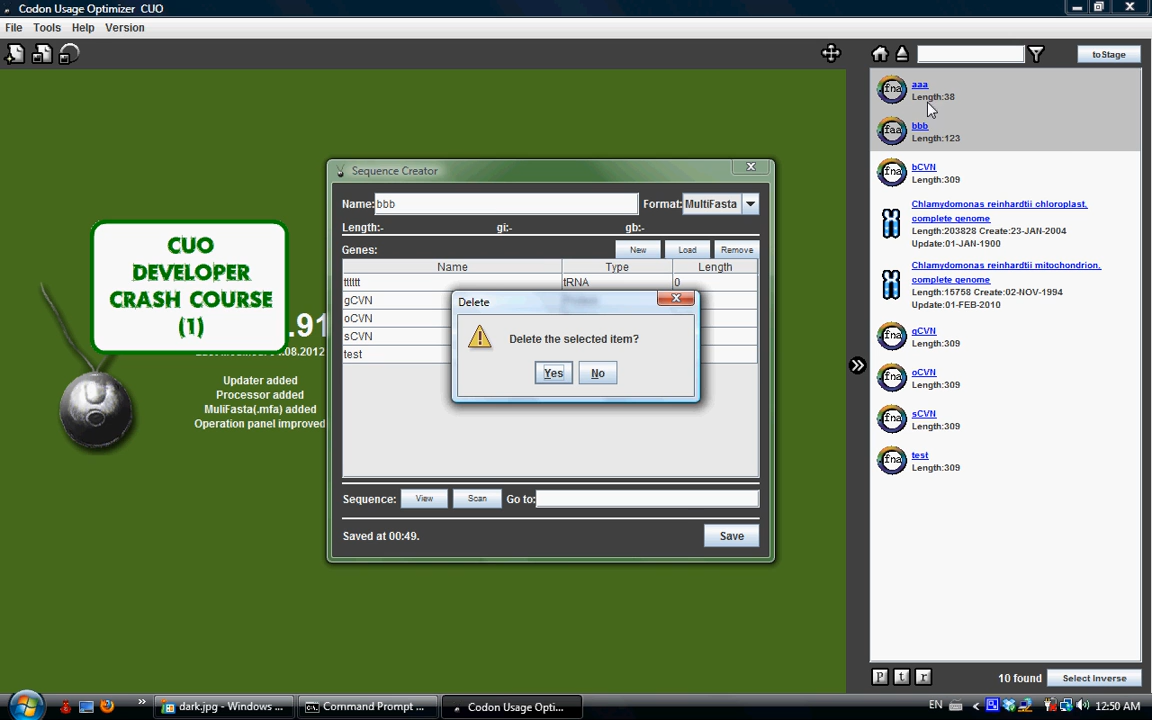 Codon Usage Optimizer CUO
File Tools Help Version
toStage
aaa
Length:38
bbb
Length:123
bCVN
Length:309
Chlamydomonas reinhardtii chloroplast,
complete genome
Length:203828 Create:23-JAN-2004
Update:01-JAN-1900
Chlamydomonas reinhardtii mitochondrion,
complete genome
Length:15758 Create:02-NOV-1994
Update:01-FEB-2010
gCVN
Length:309
oCVN
Length:309
sCVN
Length:309
test
Length:309
p t r 10 found Select Inverse
CUO
DEVELOPER
CRASH COURSE
(1)
.91
08.2012
Updater added
Processor added
MuliFasta(.mfa) added
Operation panel improved
Sequence Creator
Name: bbb Format: MultiFasta
Length:- gi:- gb:-
Genes: New Load Remove
Name Type Length
tttttt tRNA 0
gCVN
oCVN
sCVN
test
Delete
Delete the selected item?
Yes No
Sequence: View Scan Go to:
Saved at 00:49. Save
dark.jpg - Windows ... Command Prompt ... Codon Usage Opti... EN 12:50 AM